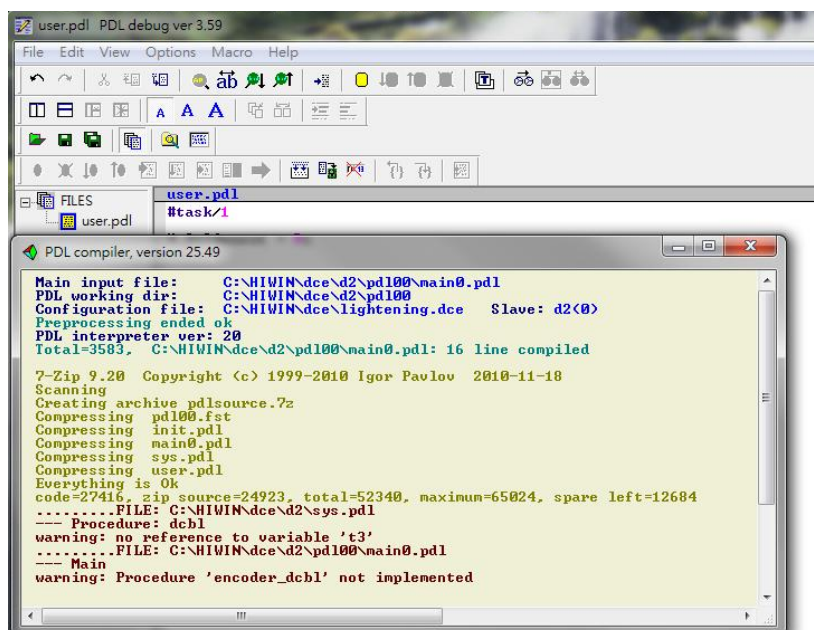 user.pdl PDL debug ver 3.59
File Edit View Options Macro Help
ab
A A A
FILES
user.pdl
user.pdl
#task/1
PDL compiler, version 25.49
Main input file: C:\HIWIN\dce\d2\pdl00\main0.pdl
PDL working dir: C:\HIWIN\dce\d2\pdl00
Configuration file: C:\HIWIN\dce\lightening.dce Slave: d2(0)
Preprocessing ended ok
PDL interpreter ver: 20
Total=3583, C:\HIWIN\dce\d2\pdl00\main0.pdl: 16 line compiled
7-Zip 9.20 Copyright (c) 1999-2010 Igor Pavlov 2010-11-18
Scanning
Creating archive pdlsource.7z
Compressing pdl00.fst
Compressing init.pdl
Compressing main0.pdl
Compressing sys.pdl
Compressing user.pdl
Everything is Ok
code=27416, zip source=24923, total=52340, maximum=65024, spare left=12684
.........FILE: C:\HIWIN\dce\d2\sys.pdl
--- Procedure: dcbl
warning: no reference to variable 't3'
.........FILE: C:\HIWIN\dce\d2\pdl00\main0.pdl
--- Main
warning: Procedure 'encoder_dcbl' not implemented